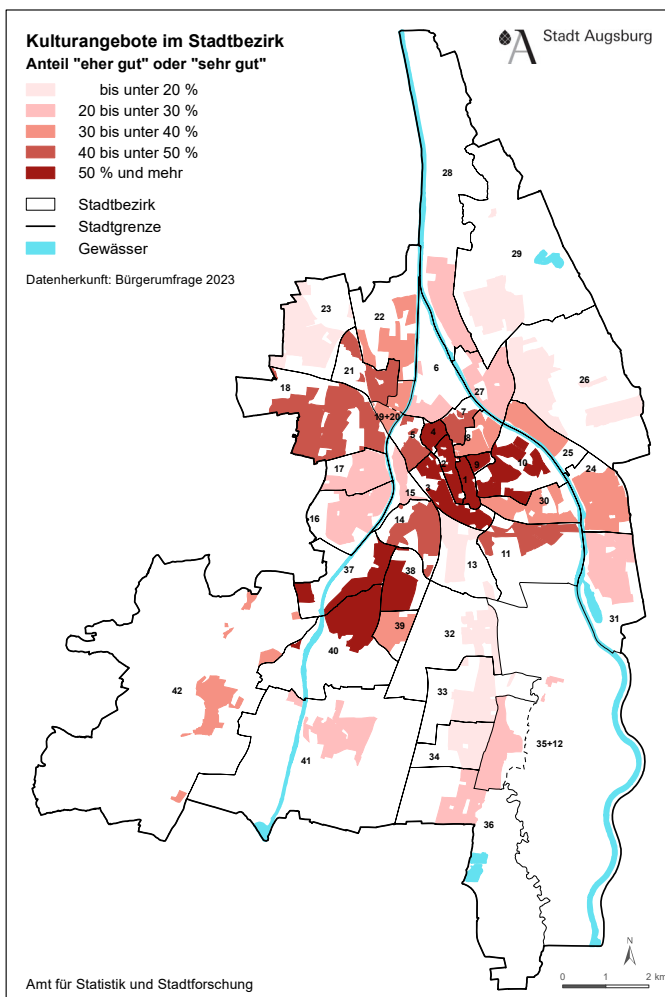 Kulturangebote im Stadtbezirk
Anteil "eher gut" oder "sehr gut"
bis unter 20 %
20 bis unter 30 %
30 bis unter 40 %
40 bis unter 50 %
50 % und mehr
Stadtbezirk
Stadtgrenze
Gewässer
Datenherkunft: Bürgerumfrage 2023
Stadt Augsburg
28
29
23
22
21
6
18
27
26
19+20
7
5
4
8
25
2
9
10
24
17
3
1
15
30
16
14
11
13
37
38
31
39
32
40
42
33
35+12
41
34
36
N
0 1 2 km
Amt für Statistik und Stadtforschung